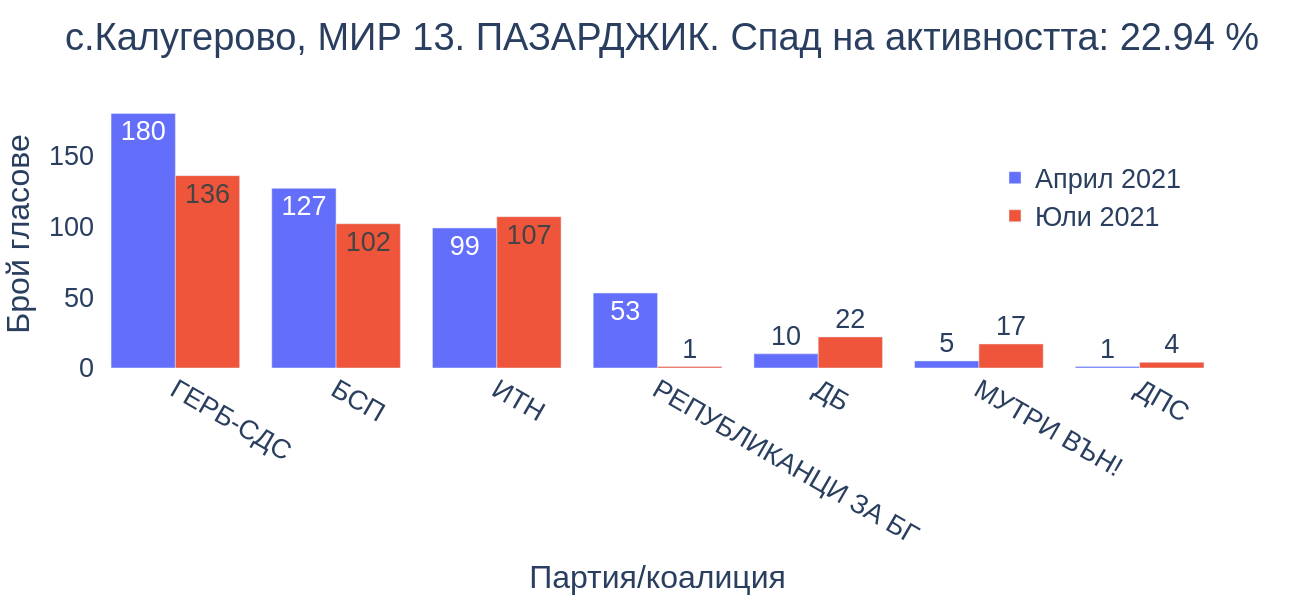 с.Калугерово, МИР 13. ПАЗАРДЖИК. Спад на активността: 22.94 %
Брой гласове
150
100
50
0
180
136
127
102
99
107
53
1
10
22
5
17
1
4
Април 2021
Юли 2021
ГЕРБ-СДС
БСП
ИТН
РЕПУБЛИКАНЦИ ЗА БГ
ДБ
МУТРИ ВЪН!
ДПС
Партия/коалиция